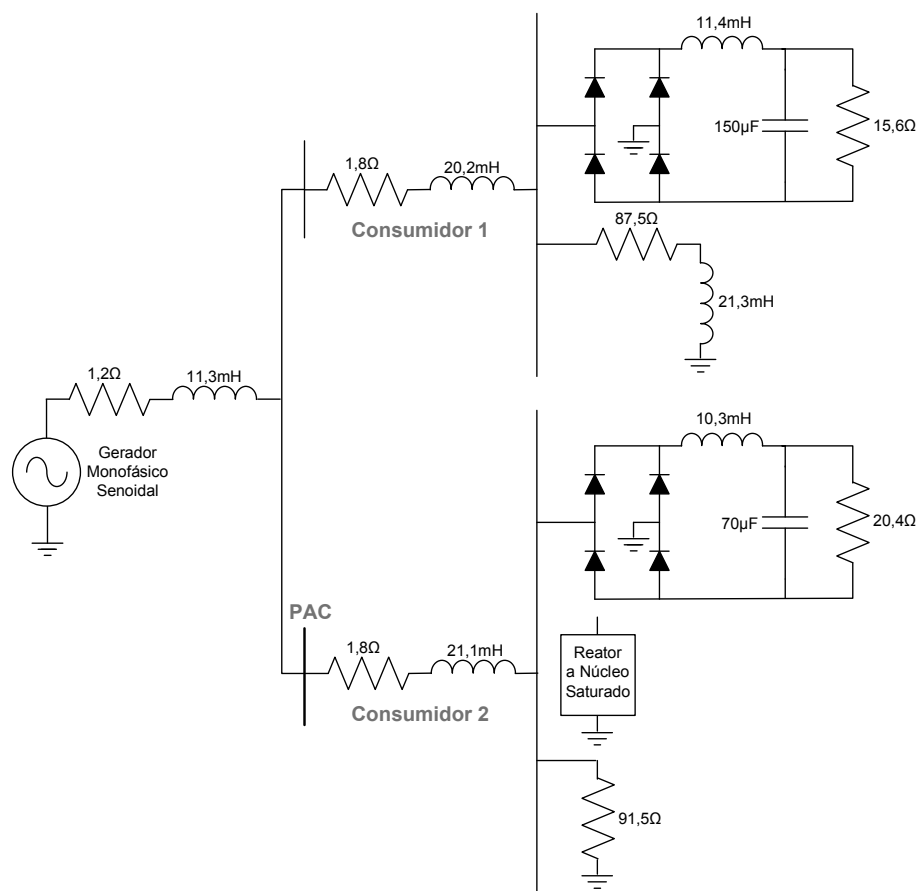 11,4mH
150µF
15,6Ω
1,8Ω
20,2mH
Consumidor 1
87,5Ω
21,3mH
1,2Ω
11,3mH
Gerador
Monofásico
Senoidal
10,3mH
70µF
20,4Ω
PAC
1,8Ω
21,1mH
Consumidor 2
Reator
a Núcleo
Saturado
91,5Ω